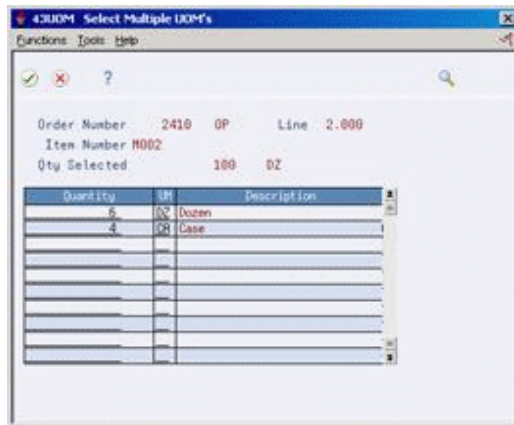 43UOM Select Multiple UOM's
Functions Tools Help
?
Order Number 2410 OP Line 2.000
Item Number M002
Qty Selected 100 DZ
Quantity UM Description
6 DZ Dozen
4 CA Case